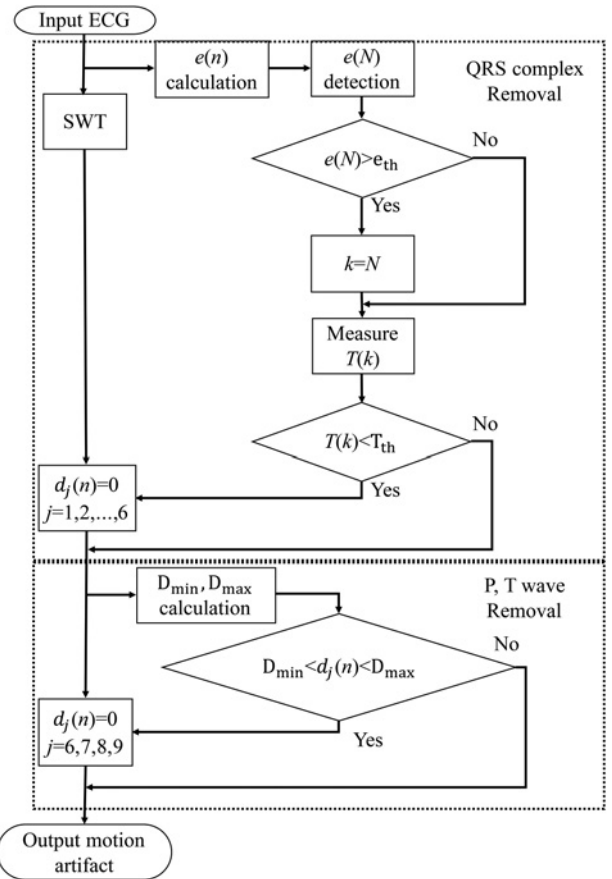 Input ECG
e(n)
calculation
e(N)
detection
QRS complex
Removal
SWT
e(N)>eth
No
Yes
k=N
Measure
T(k)
T(k)<Tth
No
Yes
dj(n)=0
j=1,2,...,6
Dmin,Dmax
calculation
P, T wave
Removal
Dmin<dj(n)<Dmax
No
Yes
dj(n)=0
j=6,7,8,9
Output motion
artifact